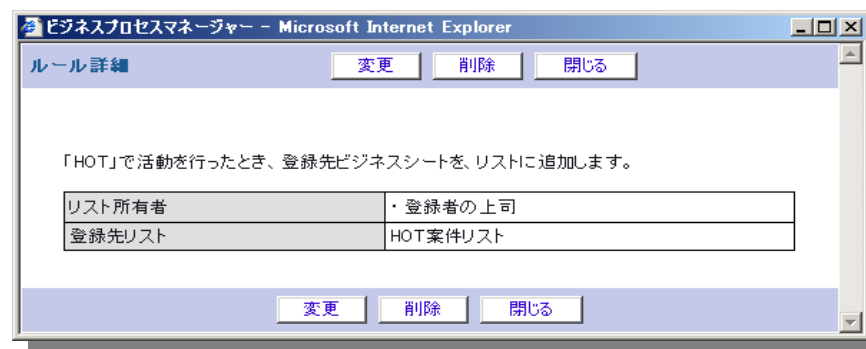 ビジネスプロセスマネージャー - Microsoft Internet Explorer
ルール詳細 変更 削除 閉じる
「HOT」で活動を行ったとき、登録先ビジネスシートを、リストに追加します。
リスト所有者 ・登録者の上司
登録先リスト HOT案件リスト
変更 削除 閉じる